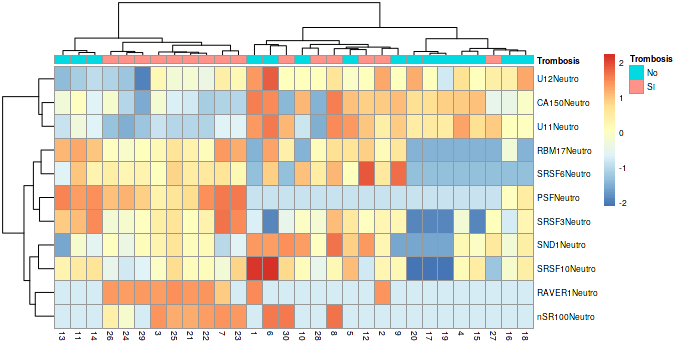 Trombosis
U12Neutro
CA150Neutro
U11Neutro
RBM17Neutro
SRSF6Neutro
PSFNeutro
SRSF3Neutro
SND1Neutro
SRSF10Neutro
RAVER1Neutro
nSR100Neutro
13 11 14 26 24 29 3 25 21 22 7 23 1 6 30 10 28 8 5 12 2 9 20 17 19 4 15 27 16 18
2
1
0
-1
-2
Trombosis
No
SI